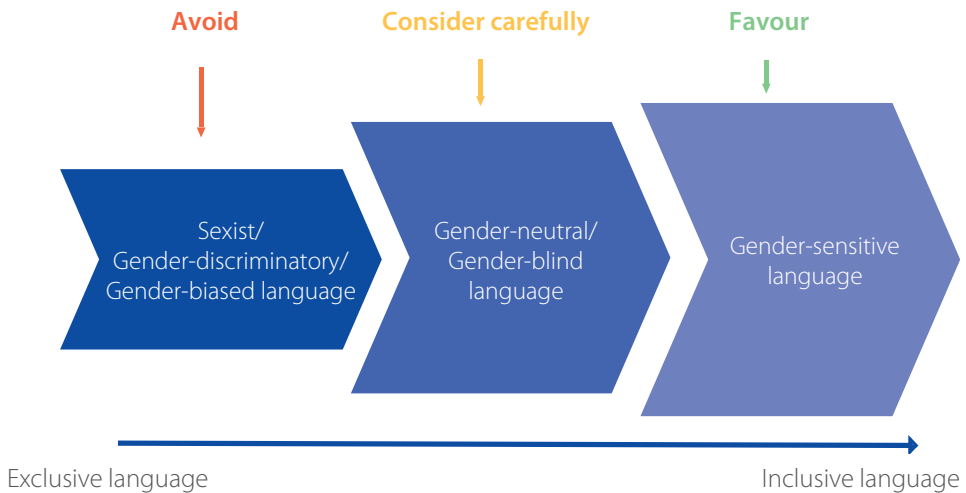 Avoid
Consider carefully
Favour
Sexist/
Gender-discriminatory/
Gender-biased language
Gender-neutral/
Gender-blind
language
Gender-sensitive
language
Exclusive language
Inclusive language